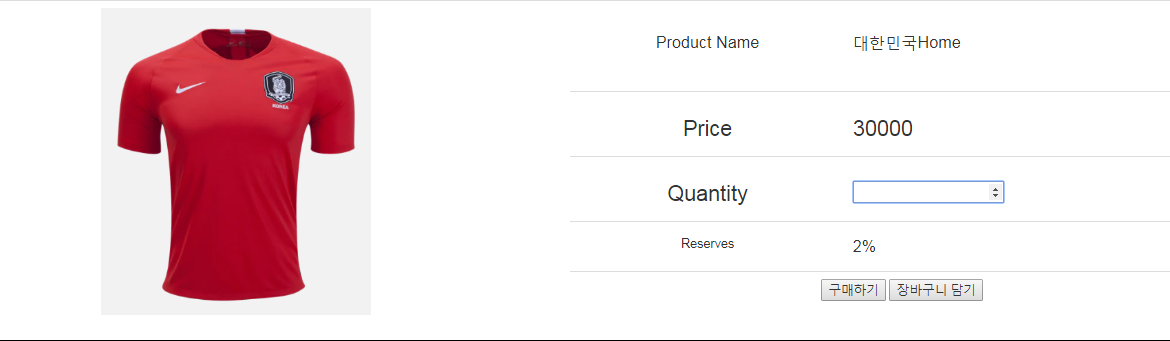 KOREA
Product Name 대한민국Home
Price 30000
Quantity
Reserves 2%
구매하기 장바구니 담기